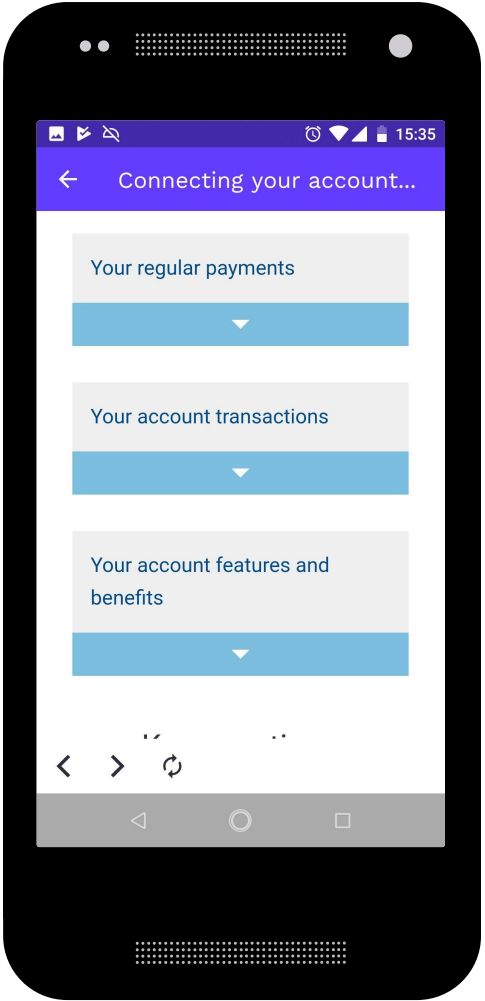 15:35
Connecting your account...
Your regular payments
Your account transactions
Your account features and
benefits